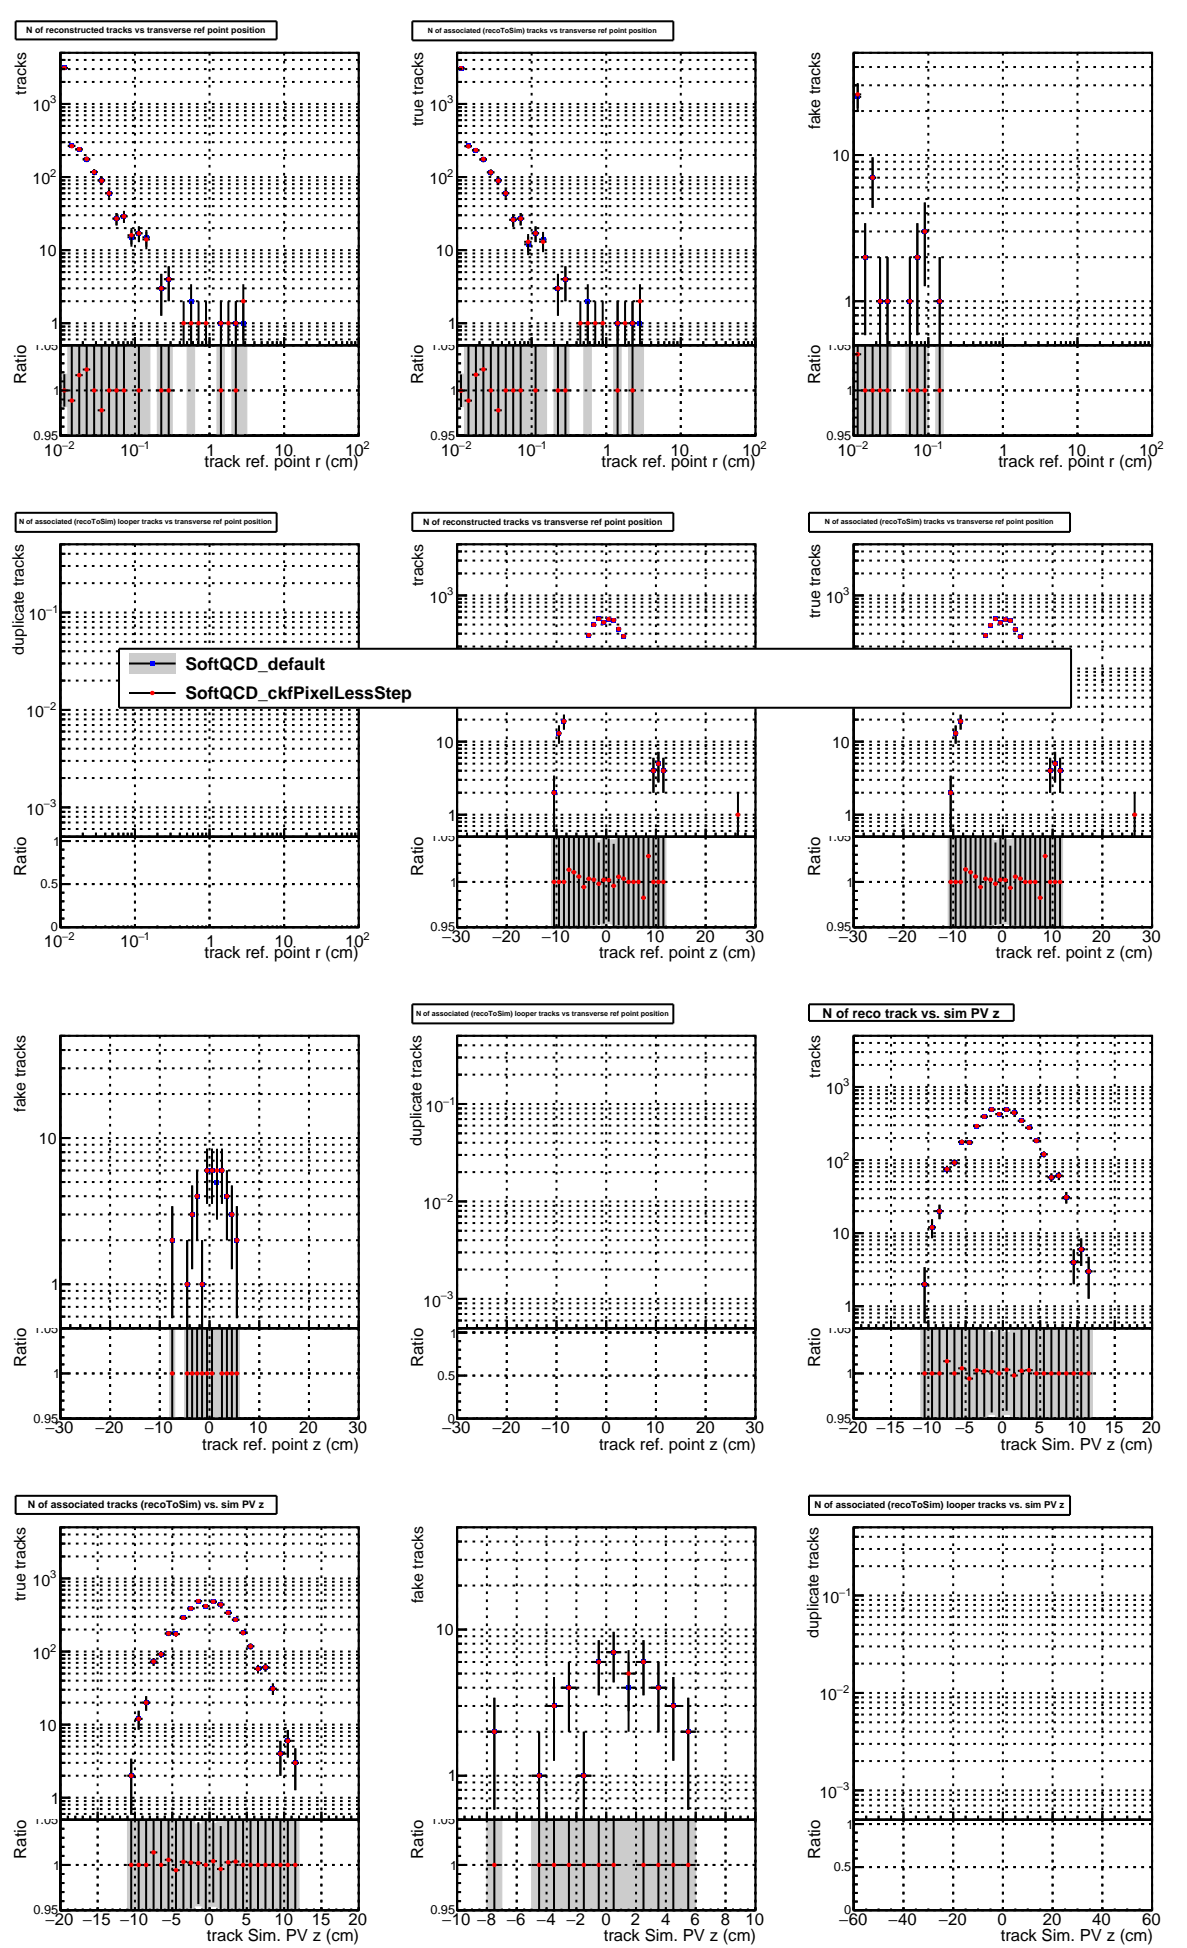 N of reconstructed tracks vs transverse ref point position
N of associated (recoToSim) tracks vs transverse ref point position
tracks
10³
10²
10
1
Ratio
1.05
1
0.95
10⁻² 10⁻¹ 1 10 10²
track ref. point r (cm)
true tracks
10³
10²
10
1
Ratio
1.05
1
0.95
10⁻² 10⁻¹ 1 10 10²
track ref. point r (cm)
fake tracks
10
1
Ratio
1.05
1
0.95
10⁻² 10⁻¹ 1 10 10²
track ref. point r (cm)
N of associated (recoToSim) looper tracks vs transverse ref point position
N of reconstructed tracks vs transverse ref point position
N of associated (recoToSim) tracks vs transverse ref point position
duplicate tracks
10⁻¹
10⁻²
10⁻³
Ratio
1
0.5
0
10⁻² 10⁻¹ 1 10 10²
track ref. point r (cm)
tracks
10³
10
1
Ratio
1.05
1
0.95
−30 −20 −10 0 10 20 30
track ref. point z (cm)
true tracks
10³
10
1
Ratio
1.05
1
0.95
−30 −20 −10 0 10 20 30
track ref. point z (cm)
SoftQCD_default
SoftQCD_ckfPixelLessStep
N of associated (recoToSim) looper tracks vs transverse ref point position
N of reco track vs. sim PV z
fake tracks
10
1
Ratio
1.05
1
0.95
−30 −20 −10 0 10 20 30
track ref. point z (cm)
duplicate tracks
10⁻¹
10⁻²
10⁻³
Ratio
1
0.5
0
−30 −20 −10 0 10 20 30
track ref. point z (cm)
tracks
10³
10²
10
1
Ratio
1.05
1
0.95
−20 −15 −10 −5 0 5 10 15 20
track Sim. PV z (cm)
N of associated tracks (recoToSim) vs. sim PV z
N of associated (recoToSim) looper tracks vs. sim PV z
true tracks
10³
10²
10
1
Ratio
1.05
1
0.95
−20 −15 −10 −5 0 5 10 15 20
track Sim. PV z (cm)
fake tracks
10
1
Ratio
1.05
1
0.95
−10 −8 −6 −4 −2 0 2 4 6 8 10
track Sim. PV z (cm)
duplicate tracks
10⁻¹
10⁻²
10⁻³
Ratio
1
0.5
0
−60 −40 −20 0 20 40 60
track Sim. PV z (cm)